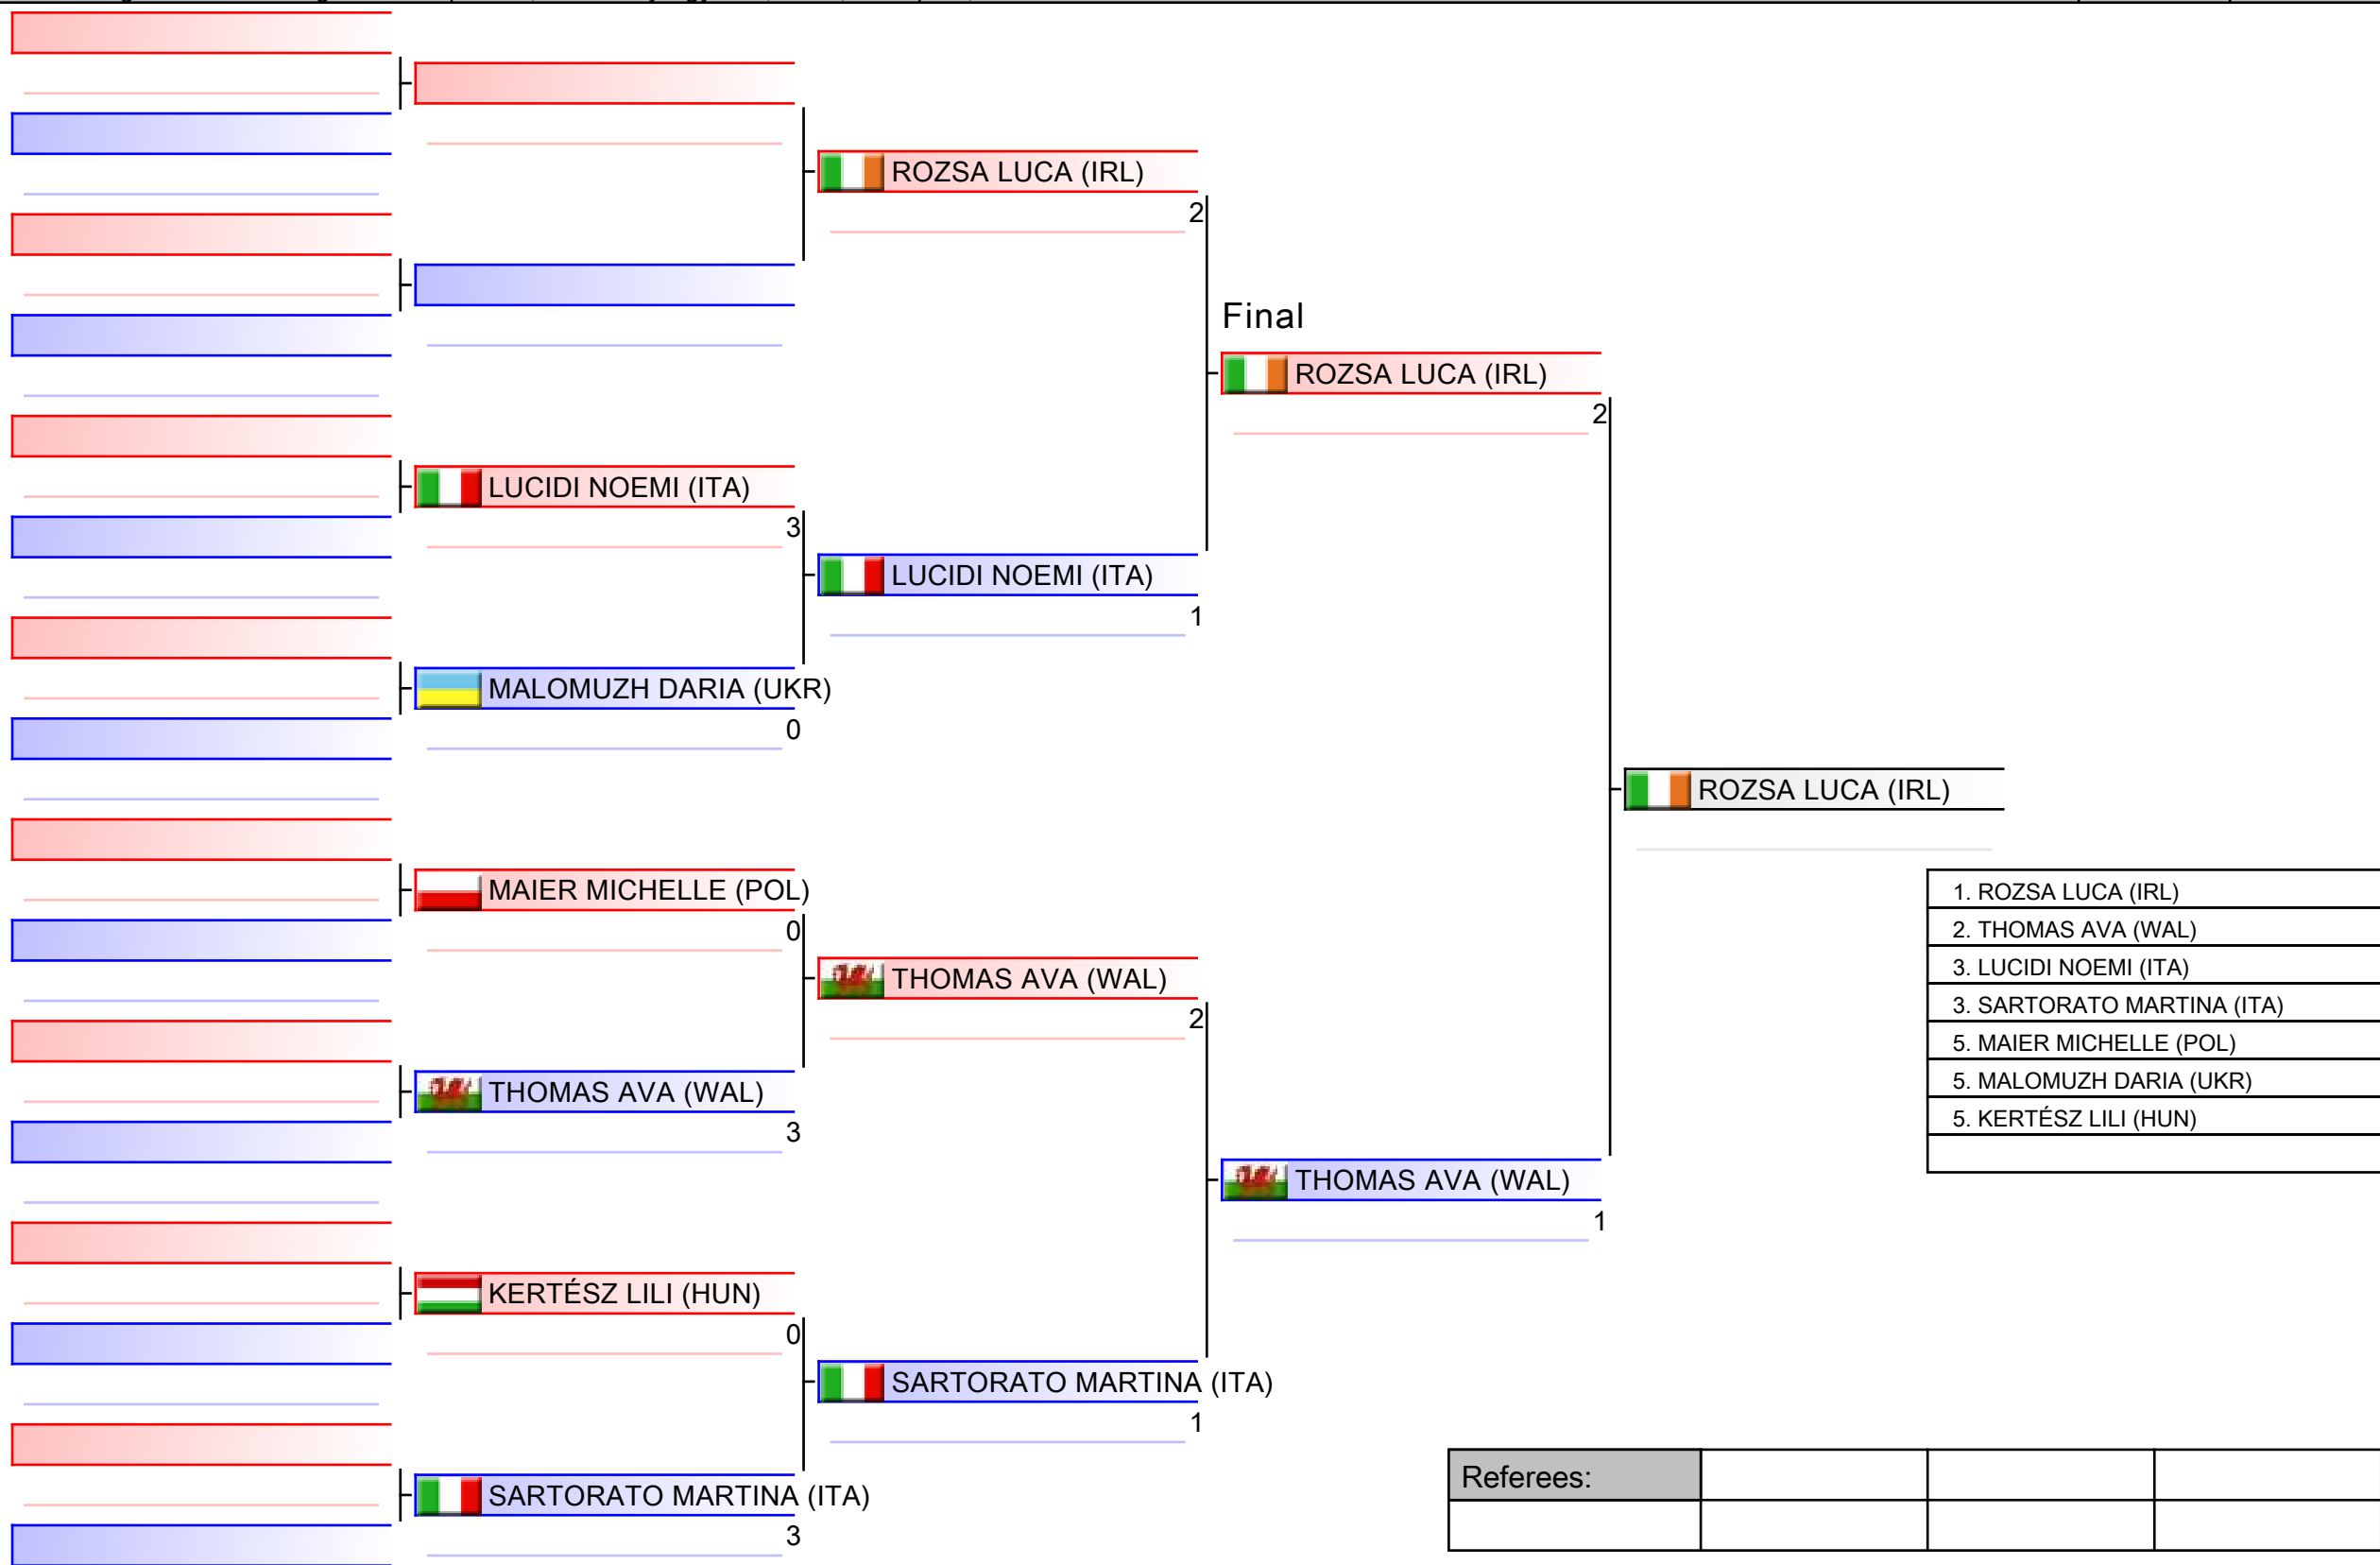 ROZSA LUCA (IRL)
2
Final
ROZSA LUCA (IRL)
2
LUCIDI NOEMI (ITA)
3
LUCIDI NOEMI (ITA)
1
MALOMUZH DARIA (UKR)
0
ROZSA LUCA (IRL)
MAIER MICHELLE (POL)
0
THOMAS AVA (WAL)
2
THOMAS AVA (WAL)
3
THOMAS AVA (WAL)
1
KERTÉSZ LILI (HUN)
0
SARTORATO MARTINA (ITA)
1
SARTORATO MARTINA (ITA)
3
1. ROZSA LUCA (IRL)
2. THOMAS AVA (WAL)
3. LUCIDI NOEMI (ITA)
3. SARTORATO MARTINA (ITA)
5. MAIER MICHELLE (POL)
5. MALOMUZH DARIA (UKR)
5. KERTÉSZ LILI (HUN)
Referees: